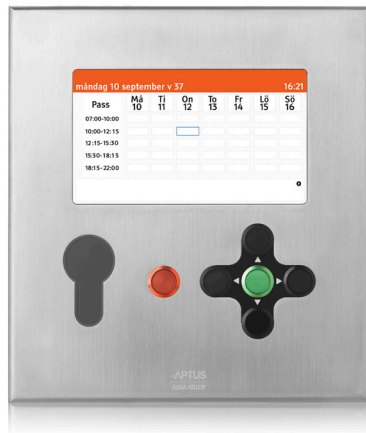 måndag 10 september v 37 16:21
Pass Må Ti On To Fr Lö Sö
10 11 12 13 14 15 16
07:00-10:00
10:00-12:15
12:15-15:30
15:30-18:15
18:15-22:00
APTUS
ASSA ABLOY